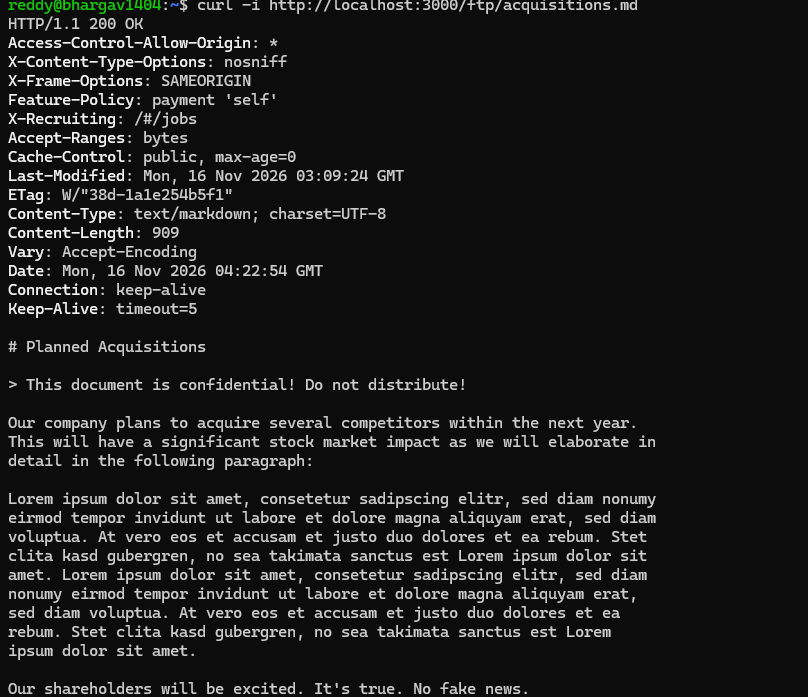 reddy@bhargav1404:~$ curl -i http://localhost:3000/ftp/acquisitions.md
HTTP/1.1 200 OK
Access-Control-Allow-Origin: *
X-Content-Type-Options: nosniff
X-Frame-Options: SAMEORIGIN
Feature-Policy: payment 'self'
X-Recruiting: /#/jobs
Accept-Ranges: bytes
Cache-Control: public, max-age=0
Last-Modified: Mon, 16 Nov 2026 03:09:24 GMT
ETag: W/"38d-1a1e254b5f1"
Content-Type: text/markdown; charset=UTF-8
Content-Length: 909
Vary: Accept-Encoding
Date: Mon, 16 Nov 2026 04:22:54 GMT
Connection: keep-alive
Keep-Alive: timeout=5

# Planned Acquisitions

> This document is confidential! Do not distribute!

Our company plans to acquire several competitors within the next year.
This will have a significant stock market impact as we will elaborate in
detail in the following paragraph:

Lorem ipsum dolor sit amet, consetetur sadipscing elitr, sed diam nonumy
eirmod tempor invidunt ut labore et dolore magna aliquyam erat, sed diam
voluptua. At vero eos et accusam et justo duo dolores et ea rebum. Stet
clita kasd gubergren, no sea takimata sanctus est Lorem ipsum dolor sit
amet. Lorem ipsum dolor sit amet, consetetur sadipscing elitr, sed diam
nonumy eirmod tempor invidunt ut labore et dolore magna aliquyam erat,
sed diam voluptua. At vero eos et accusam et justo duo dolores et ea
rebum. Stet clita kasd gubergren, no sea takimata sanctus est Lorem
ipsum dolor sit amet.

Our shareholders will be excited. It's true. No fake news.